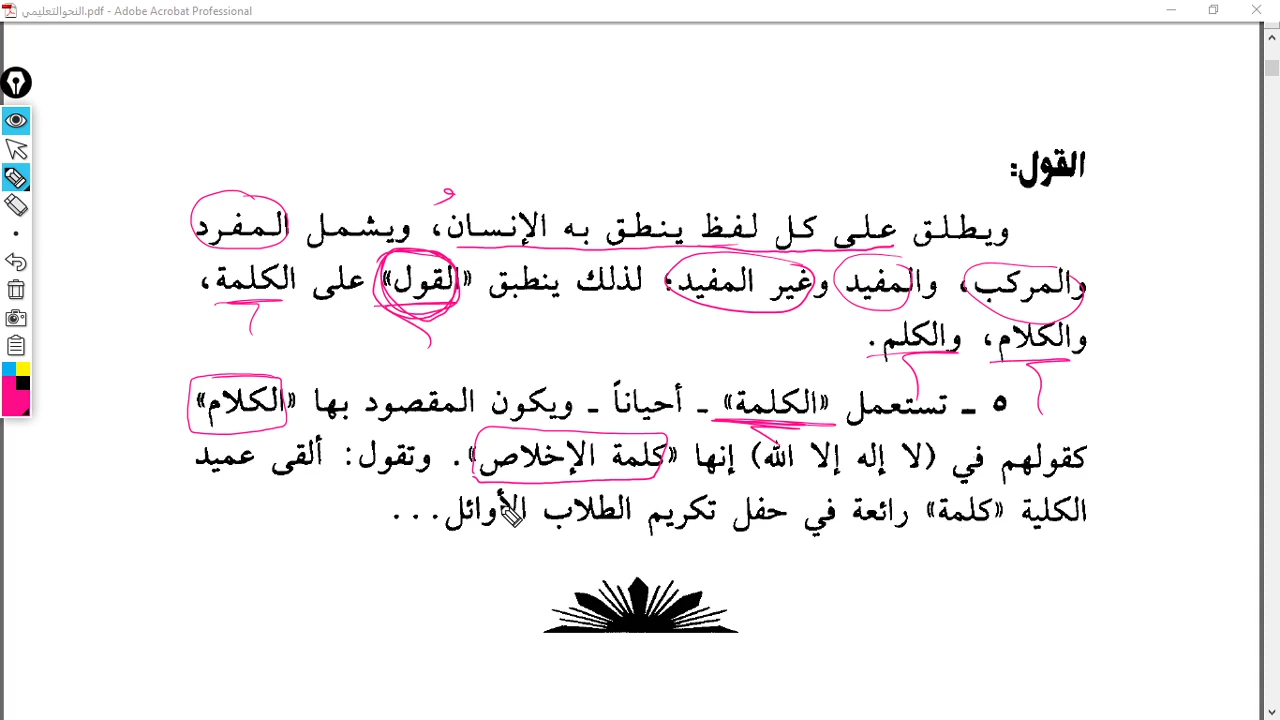 النحوالتعليمي.pdf - Adobe Acrobat Professional
القول:
ويطلق على كل لفظ ينطق به الإنسان، ويشمل المفرد
والمركب، والمفيد وغير المفيد؛ لذلك ينطبق «القول» على الكلمة،
والكلام، والكلم.
٥ ـ تستعمل «الكلمة» ـ أحياناً ـ ويكون المقصود بها «الكلام»
كقولهم في (لا إله إلا الله) إنها «كلمة الإخلاص». وتقول: ألقى عميد
الكلية «كلمة» رائعة في حفل تكريم الطلاب الأوائل...